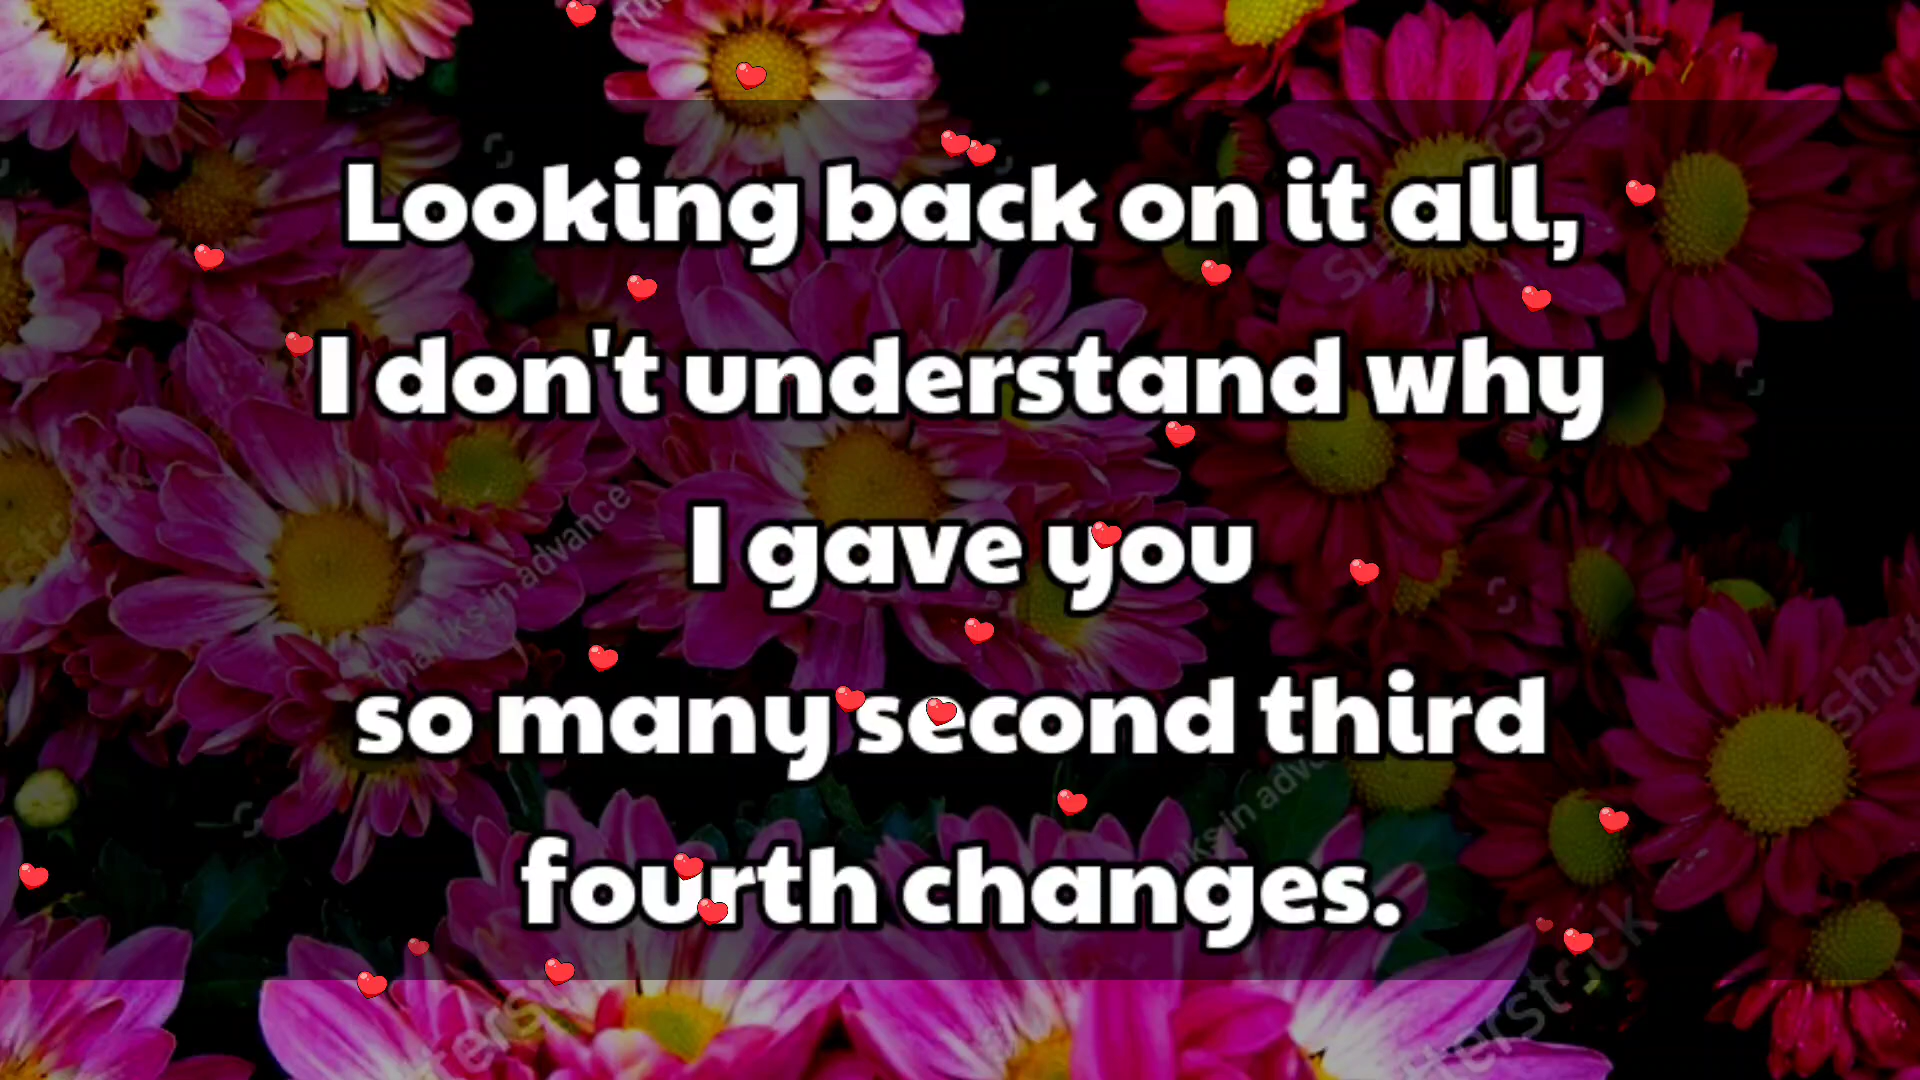 Looking back on it all,
I don't understand why
I gave you
so many second third
fourth changes.